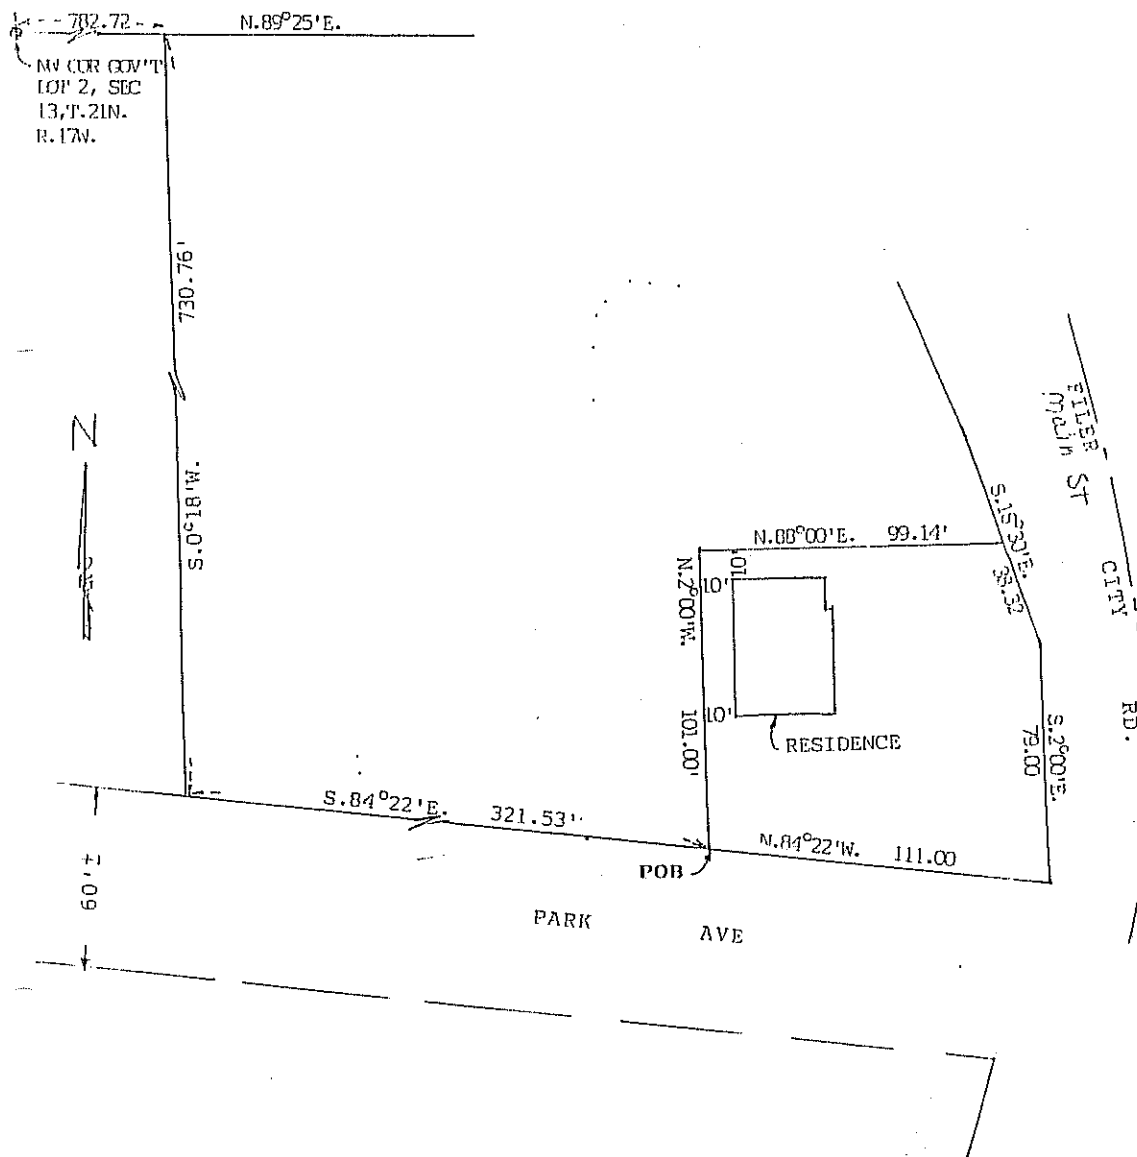 782.72
N.89°25'E.
NW COR GOV'T
LOT 2, SEC
13,T.21N.
R.17W.
730.76'
S.0°18'W.
N
FILER
Main ST
CITY
RD.
N.88°00'E. 99.14'
S.15°30'E.
38.32
N.2°00'W.
101.00'
10'
10'
10'
RESIDENCE
S.2°00'E.
79.00
S.84°22'E. 321.53'
N.84°22'W. 111.00
POB
60'±
PARK AVE